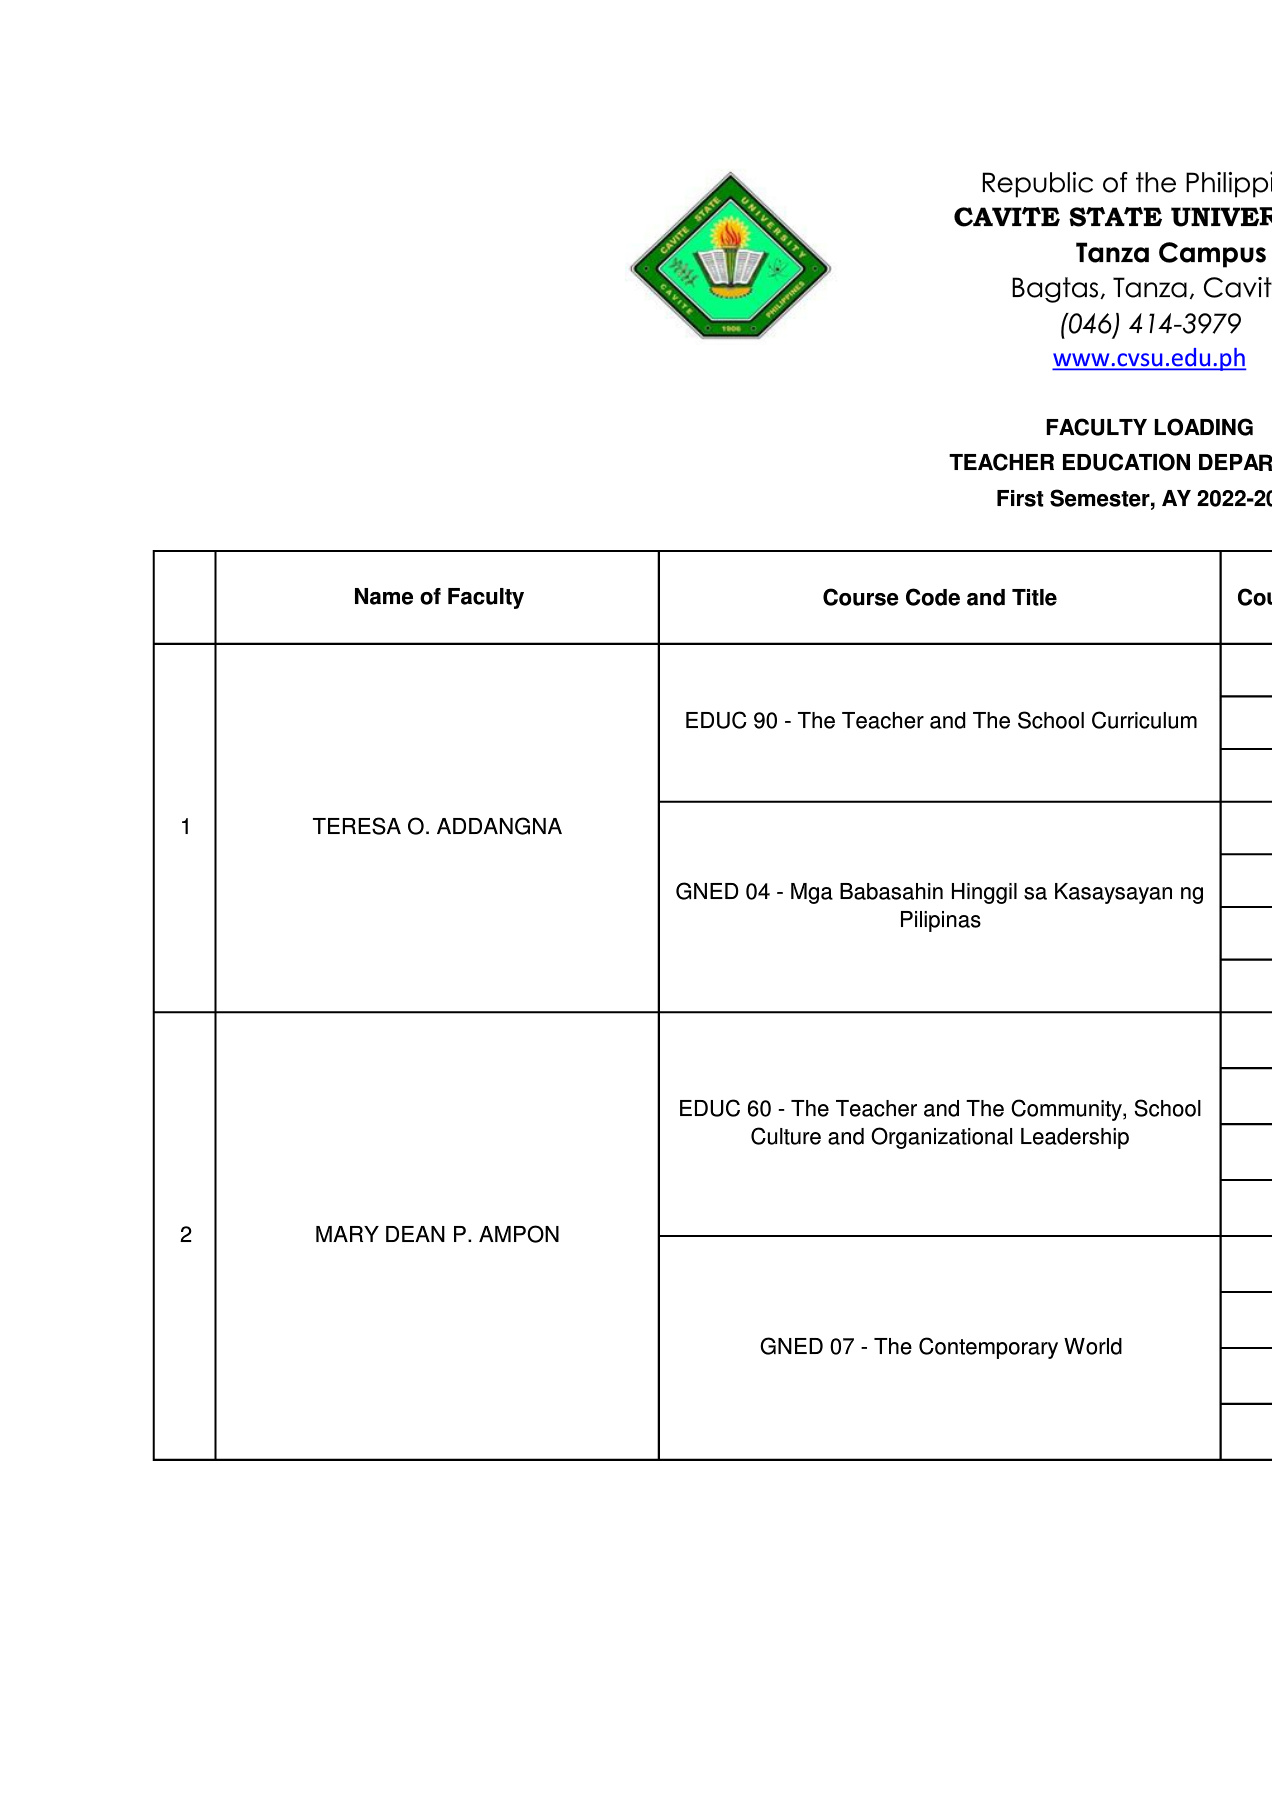 CAVITE STATE UNIVERSITY
CAVITE PHILIPPINES
1906
Republic of the Philippi
CAVITE STATE UNIVER
Tanza Campus
Bagtas, Tanza, Cavit
(046) 414-3979
www.cvsu.edu.ph
FACULTY LOADING
TEACHER EDUCATION DEPAR
First Semester, AY 2022-20
Name of Faculty
Course Code and Title
Cou
1
TERESA O. ADDANGNA
EDUC 90 - The Teacher and The School Curriculum
GNED 04 - Mga Babasahin Hinggil sa Kasaysayan ng
Pilipinas
2
MARY DEAN P. AMPON
EDUC 60 - The Teacher and The Community, School
Culture and Organizational Leadership
GNED 07 - The Contemporary World